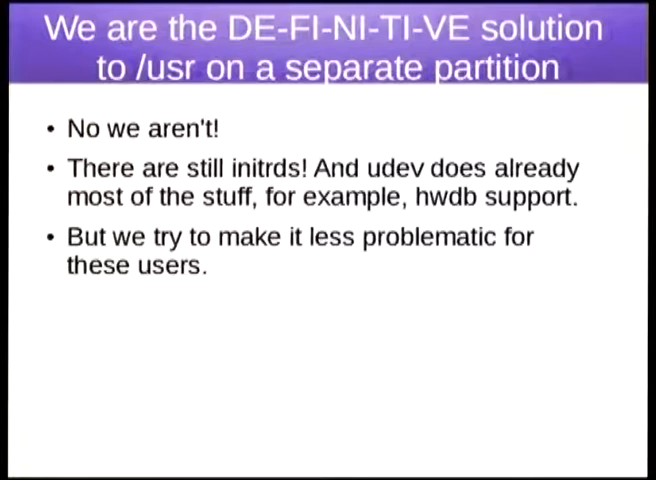 We are the DE-FI-NI-TI-VE solution
to /usr on a separate partition
• No we aren't!
• There are still initrds! And udev does already
most of the stuff, for example, hwdb support.
• But we try to make it less problematic for
these users.